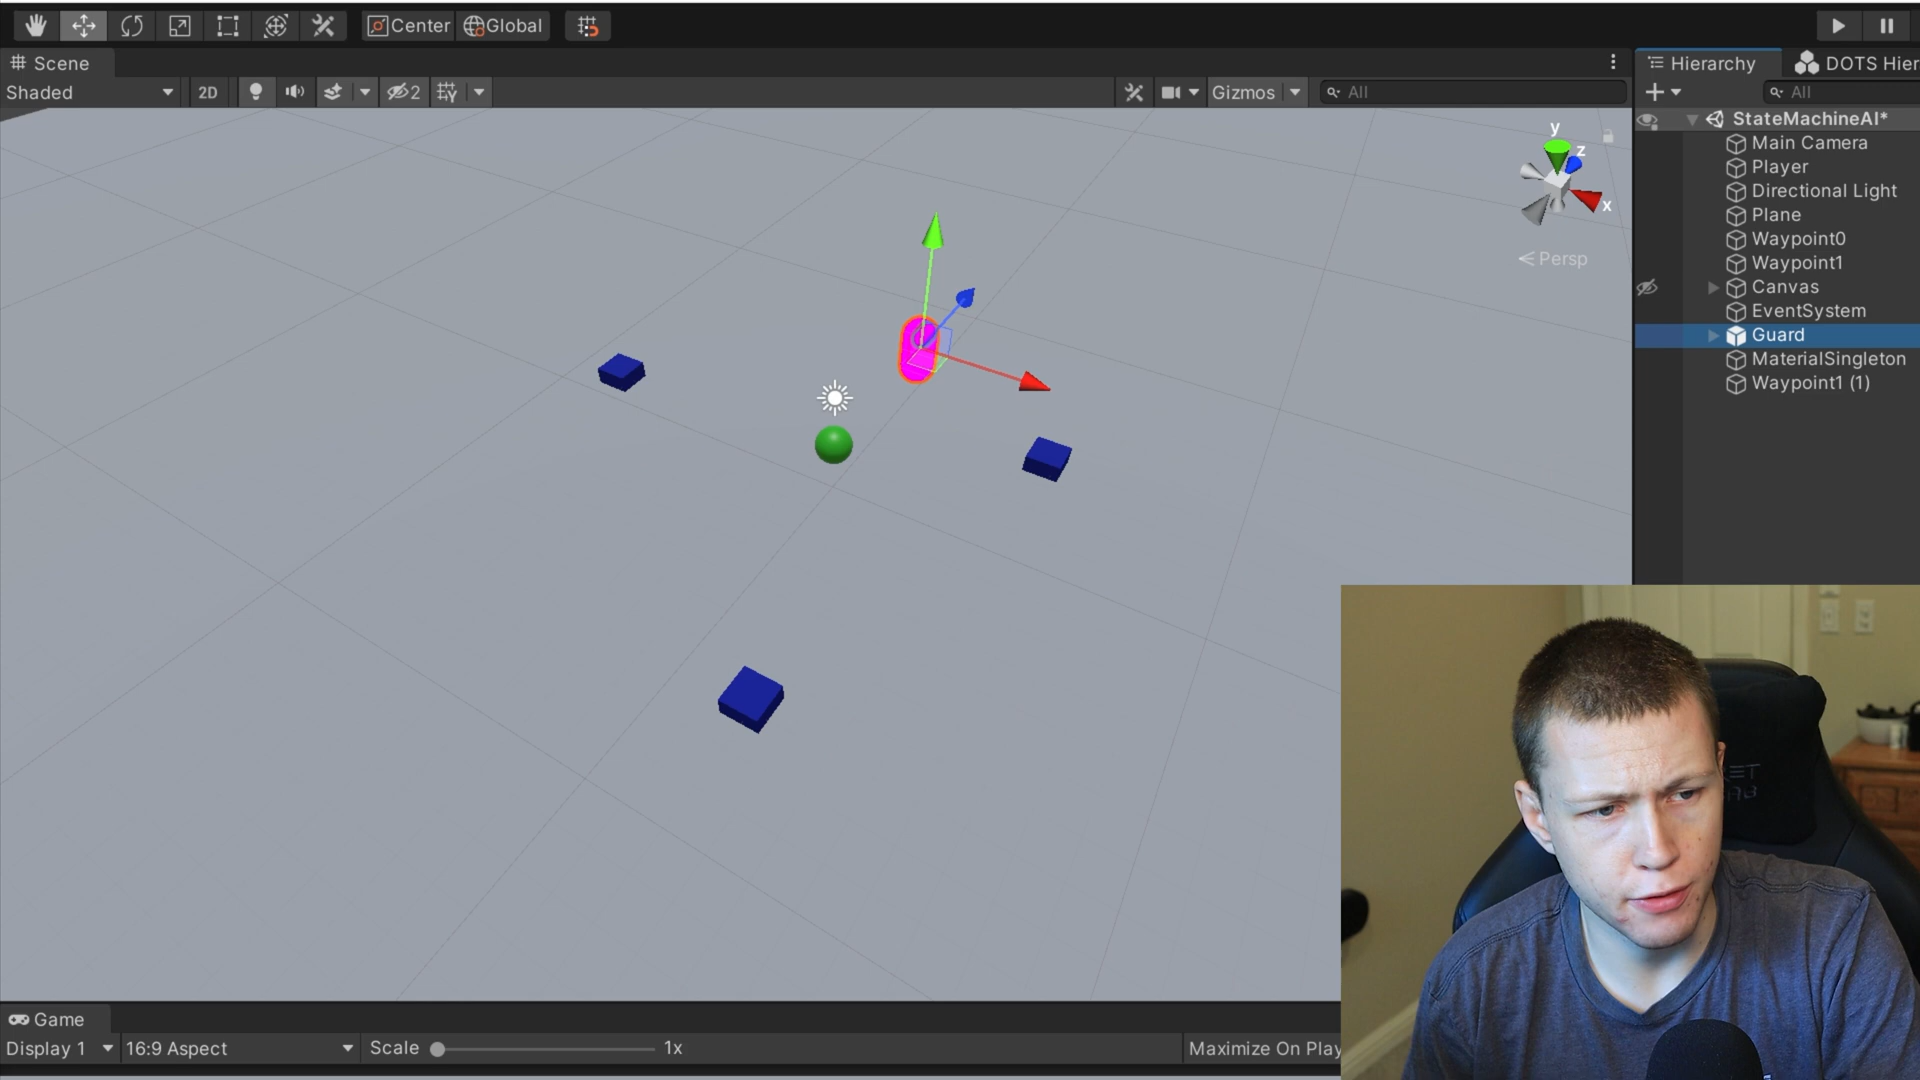 Center Global
Scene
Hierarchy DOTS Hier
Shaded 2D 2 Gizmos All
All
StateMachineAI*
Main Camera
Player
Directional Light
Plane
Waypoint0
Waypoint1
Canvas
EventSystem
Guard
MaterialSingleton
Waypoint1 (1)
y
z
x
Persp
Game
Display 1 16:9 Aspect Scale 1x Maximize On Play